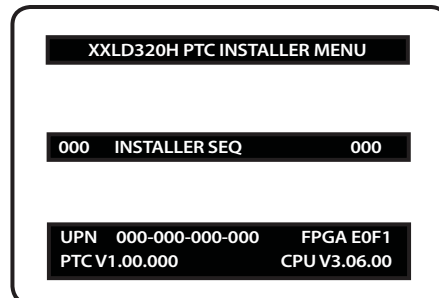 XXLD320H PTC INSTALLER MENU
000 INSTALLER SEQ 000
UPN 000-000-000-000 FPGA E0F1
PTC V1.00.000 CPU V3.06.00